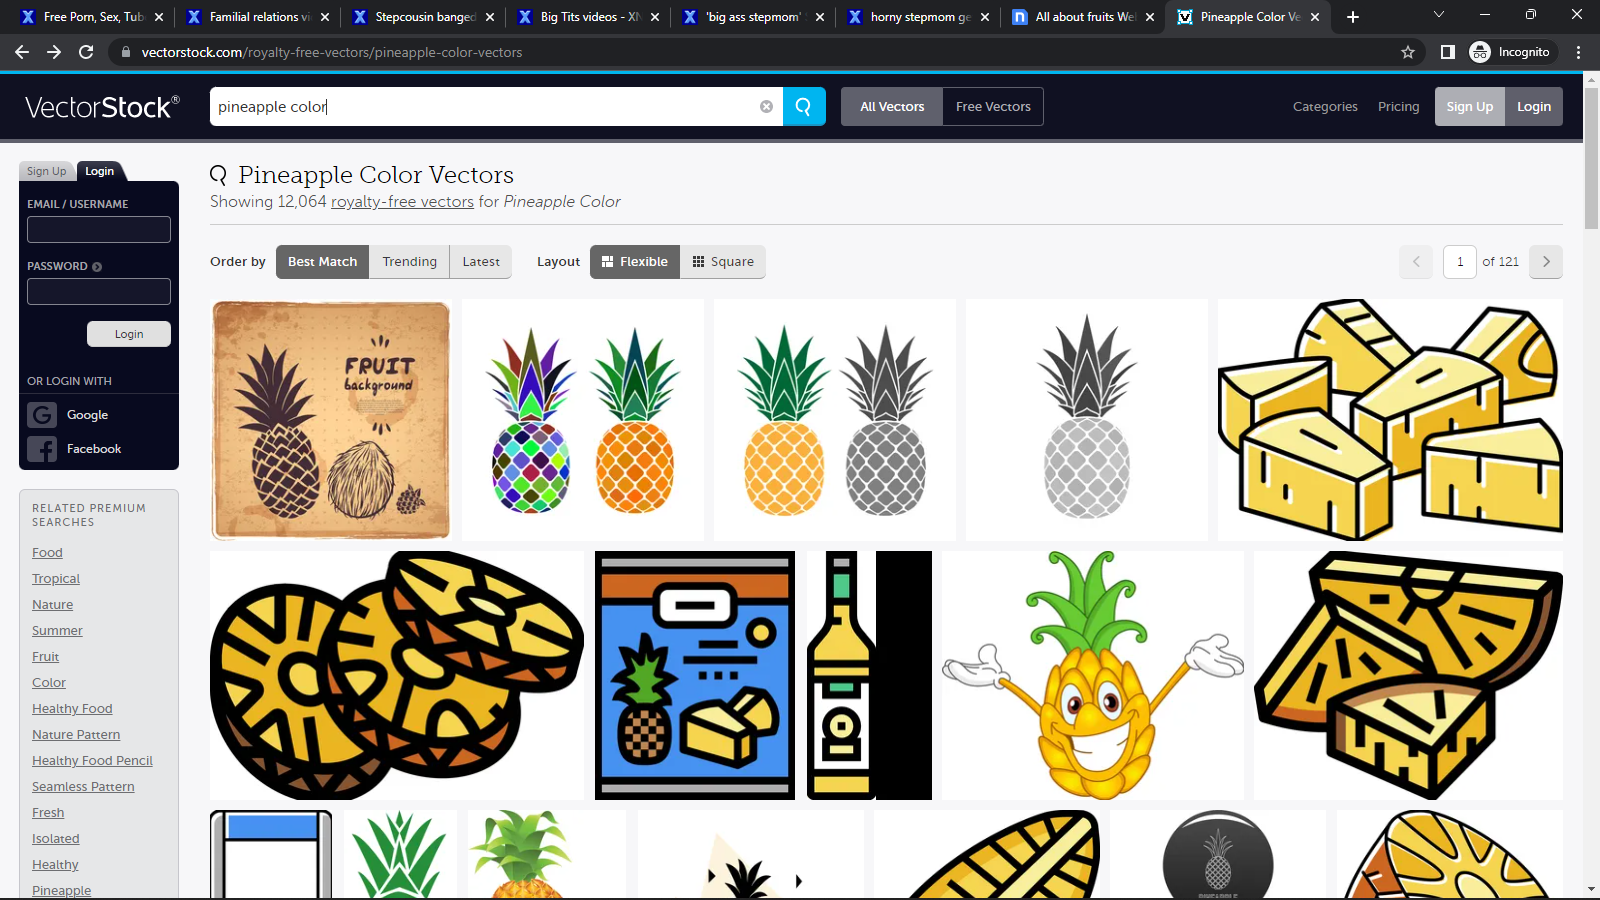 Free Porn, Sex, Tub
Familial relations vi
Stepcousin banged
Big Tits videos - XN
'big ass stepmom'
horny stepmom ge
All about fruits We
Pineapple Color Ve
vectorstock.com/royalty-free-vectors/pineapple-color-vectors
Incognito
VectorStock®
pineapple color
All Vectors
Free Vectors
Categories
Pricing
Sign Up
Login
Sign Up
Login
EMAIL / USERNAME
PASSWORD
Login
OR LOGIN WITH
Google
Facebook
RELATED PREMIUM
SEARCHES
Food
Tropical
Nature
Summer
Fruit
Color
Healthy Food
Nature Pattern
Healthy Food Pencil
Seamless Pattern
Fresh
Isolated
Healthy
Pineapple
Pineapple Color Vectors
Showing 12,064 royalty-free vectors for Pineapple Color
Order by
Best Match
Trending
Latest
Layout
Flexible
Square
1
of 121
FRUIT
background